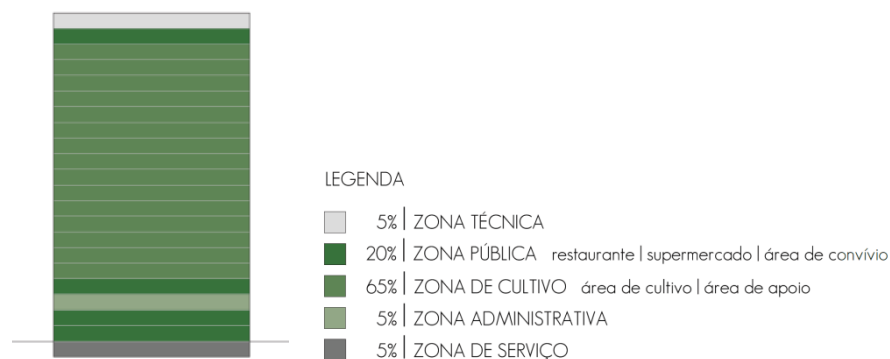 LEGENDA
5% | ZONA TÉCNICA
20% | ZONA PÚBLICA restaurante | supermercado | área de convívio
65% | ZONA DE CULTIVO área de cultivo | área de apoio
5% | ZONA ADMINISTRATIVA
5% | ZONA DE SERVIÇO